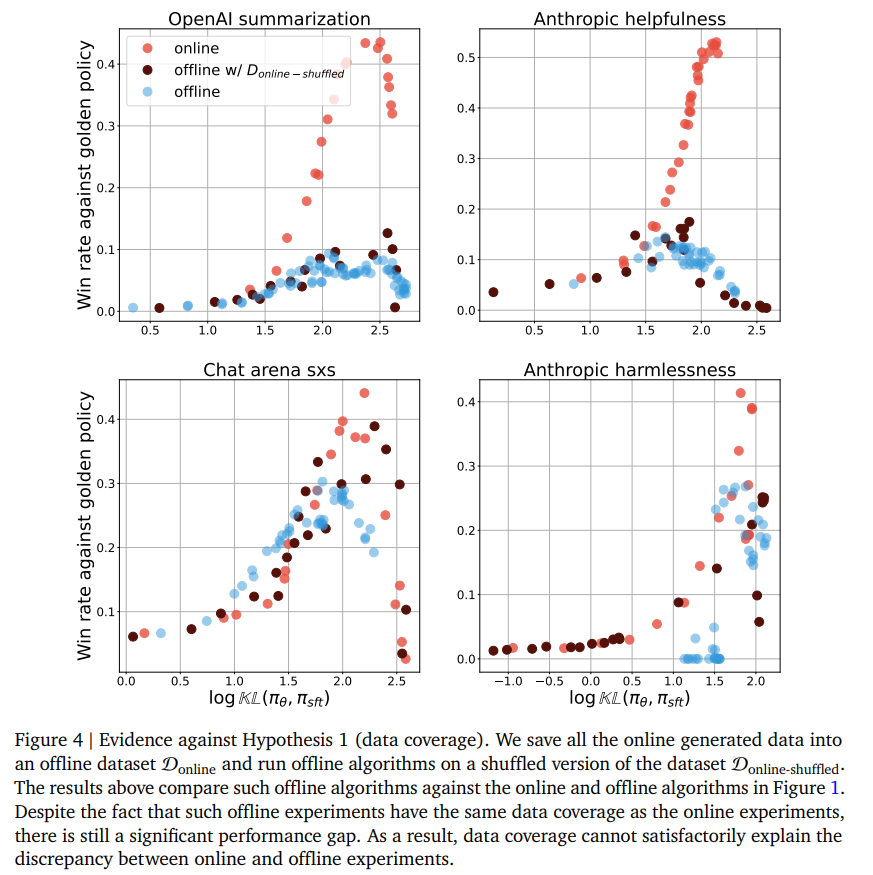 OpenAI summarization
Anthropic helpfulness
online
offline w/ D_online−shuffled
offline
Win rate against golden policy
0.4
0.3
0.2
0.1
0.0
0.5 1.0 1.5 2.0 2.5
0.5
0.4
0.3
0.2
0.1
0.0
0.5 1.0 1.5 2.0 2.5
Chat arena sxs
Anthropic harmlessness
Win rate against golden policy
0.4
0.3
0.2
0.1
0.0 0.5 1.0 1.5 2.0 2.5
log 𝕂𝕃(π_θ, π_sft)
0.4
0.3
0.2
0.1
0.0
−1.0 −0.5 0.0 0.5 1.0 1.5 2.0
log 𝕂𝕃(π_θ, π_sft)
Figure 4 | Evidence against Hypothesis 1 (data coverage). We save all the online generated data into
an offline dataset 𝒟_online and run offline algorithms on a shuffled version of the dataset 𝒟_online-shuffled.
The results above compare such offline algorithms against the online and offline algorithms in Figure 1.
Despite the fact that such offline experiments have the same data coverage as the online experiments,
there is still a significant performance gap. As a result, data coverage cannot satisfactorily explain the
discrepancy between online and offline experiments.